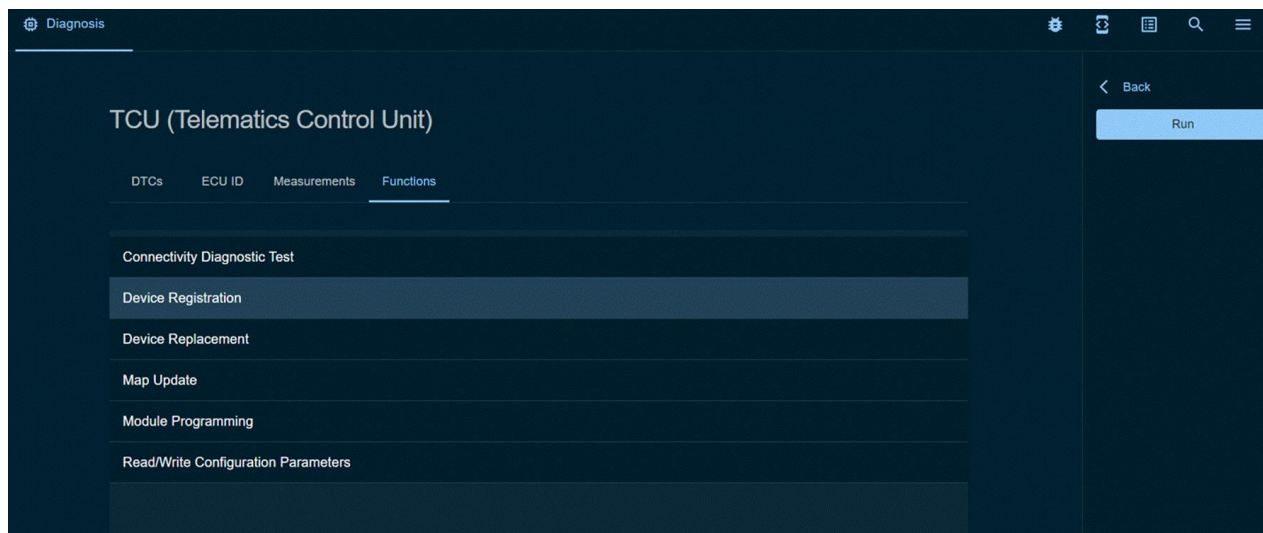 Diagnosis
Back
Run
TCU (Telematics Control Unit)
DTCs ECU ID Measurements Functions
Connectivity Diagnostic Test
Device Registration
Device Replacement
Map Update
Module Programming
Read/Write Configuration Parameters